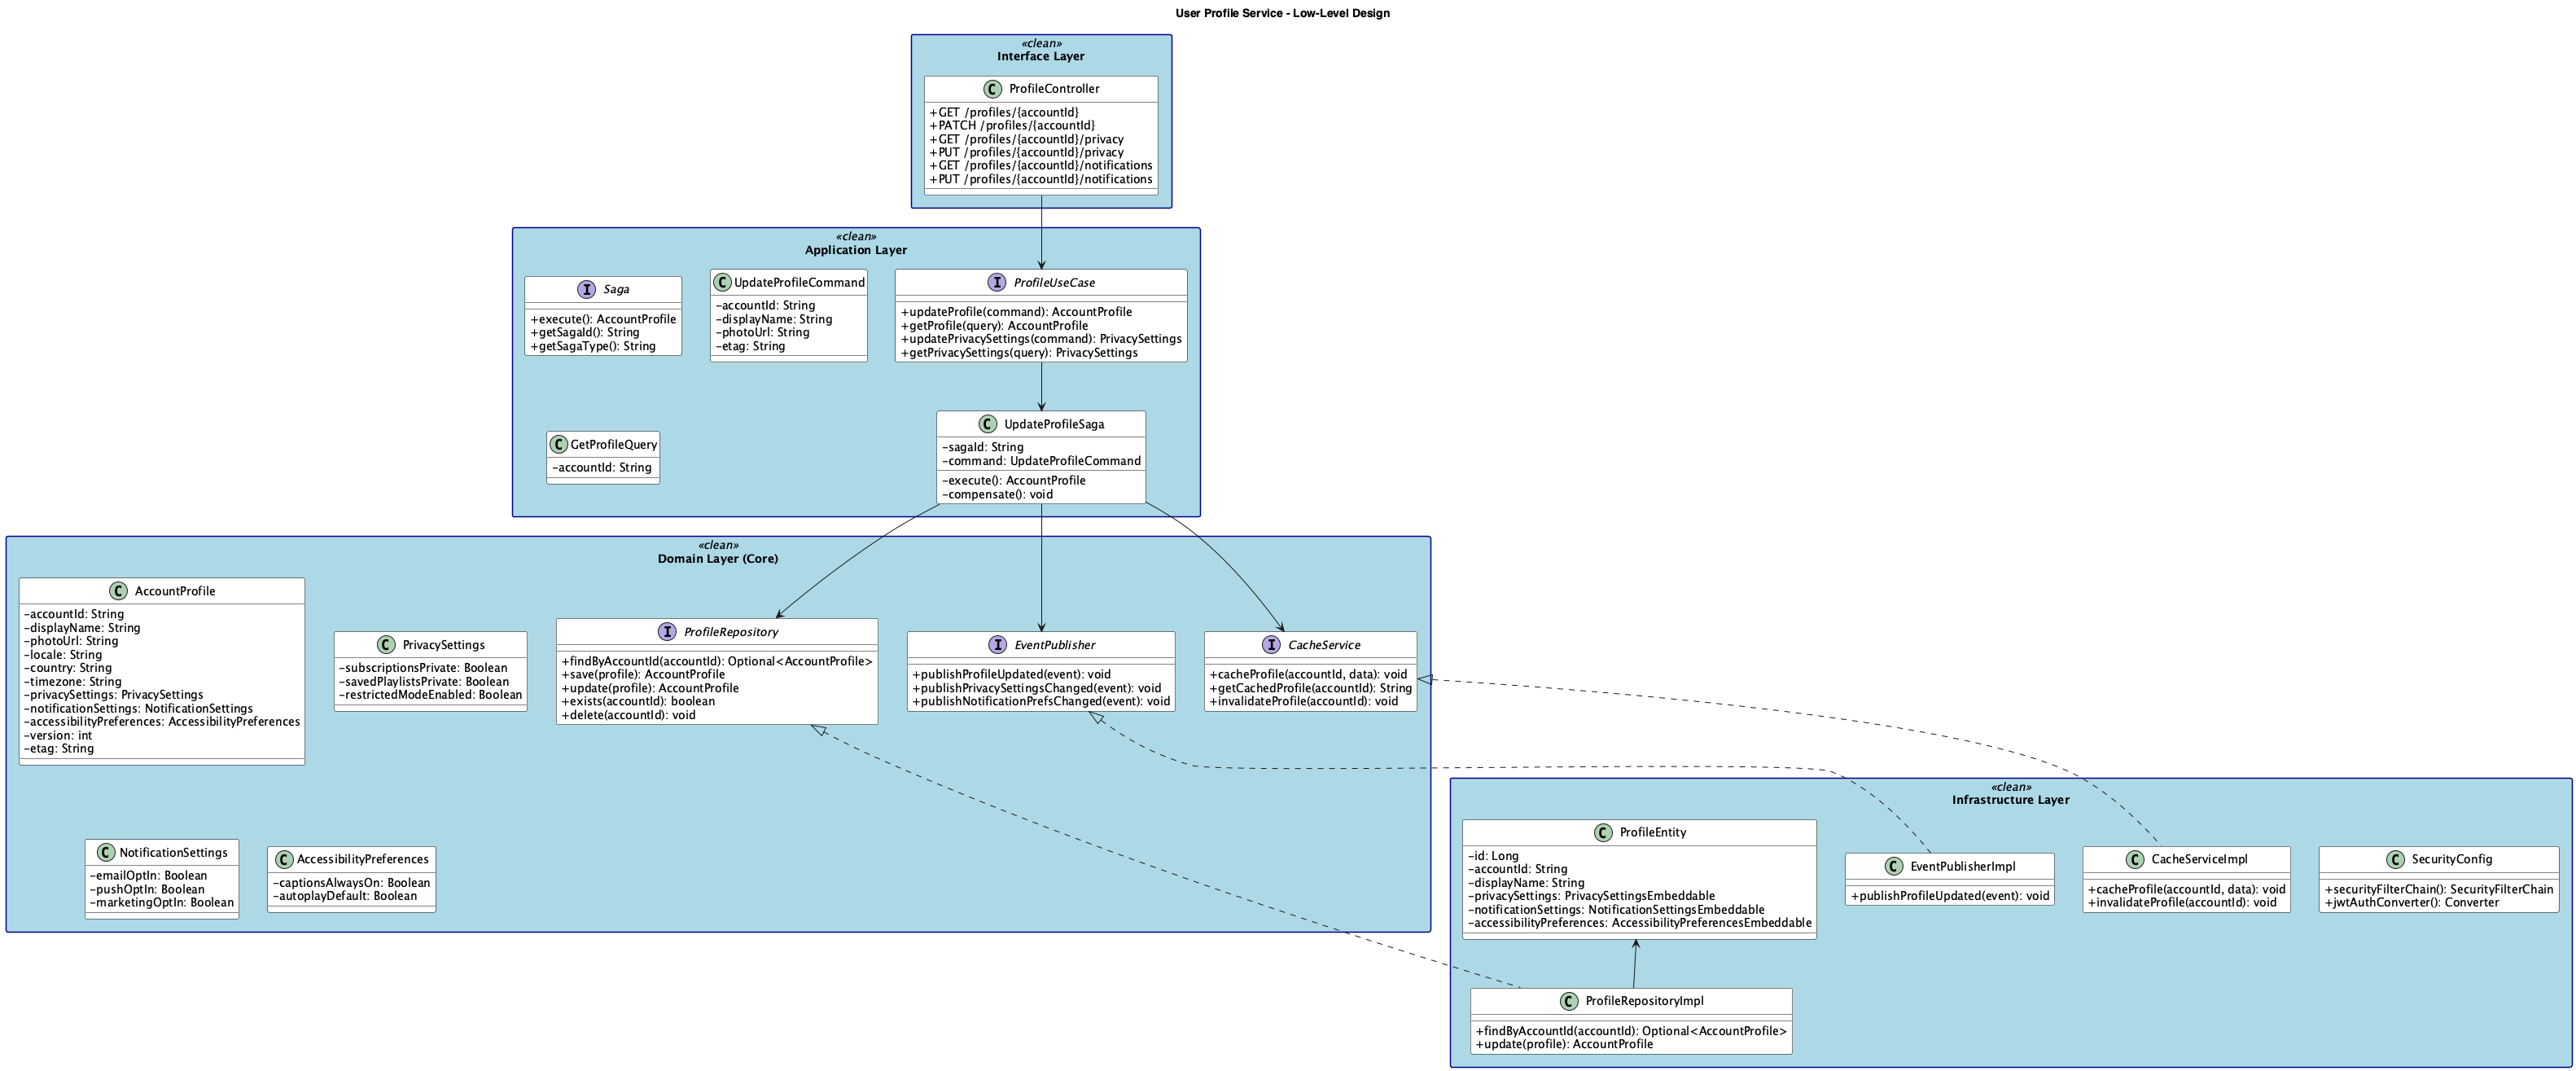 User Profile Service - Low-Level Design
«clean»
Interface Layer
C ProfileController
+GET /profiles/{accountId}
+PATCH /profiles/{accountId}
+GET /profiles/{accountId}/privacy
+PUT /profiles/{accountId}/privacy
+GET /profiles/{accountId}/notifications
+PUT /profiles/{accountId}/notifications
«clean»
Application Layer
I Saga
+execute(): AccountProfile
+getSagaId(): String
+getSagaType(): String
C UpdateProfileCommand
-accountId: String
-displayName: String
-photoUrl: String
-etag: String
I ProfileUseCase
+updateProfile(command): AccountProfile
+getProfile(query): AccountProfile
+updatePrivacySettings(command): PrivacySettings
+getPrivacySettings(query): PrivacySettings
C GetProfileQuery
-accountId: String
C UpdateProfileSaga
-sagaId: String
-command: UpdateProfileCommand
-execute(): AccountProfile
-compensate(): void
«clean»
Domain Layer (Core)
C AccountProfile
-accountId: String
-displayName: String
-photoUrl: String
-locale: String
-country: String
-timezone: String
-privacySettings: PrivacySettings
-notificationSettings: NotificationSettings
-accessibilityPreferences: AccessibilityPreferences
-version: int
-etag: String
C PrivacySettings
-subscriptionsPrivate: Boolean
-savedPlaylistsPrivate: Boolean
-restrictedModeEnabled: Boolean
I ProfileRepository
+findByAccountId(accountId): Optional<AccountProfile>
+save(profile): AccountProfile
+update(profile): AccountProfile
+exists(accountId): boolean
+delete(accountId): void
I EventPublisher
+publishProfileUpdated(event): void
+publishPrivacySettingsChanged(event): void
+publishNotificationPrefsChanged(event): void
I CacheService
+cacheProfile(accountId, data): void
+getCachedProfile(accountId): String
+invalidateProfile(accountId): void
C NotificationSettings
-emailOptIn: Boolean
-pushOptIn: Boolean
-marketingOptIn: Boolean
C AccessibilityPreferences
-captionsAlwaysOn: Boolean
-autoplayDefault: Boolean
«clean»
Infrastructure Layer
C ProfileEntity
-id: Long
-accountId: String
-displayName: String
-privacySettings: PrivacySettingsEmbeddable
-notificationSettings: NotificationSettingsEmbeddable
-accessibilityPreferences: AccessibilityPreferencesEmbeddable
C EventPublisherImpl
+publishProfileUpdated(event): void
C CacheServiceImpl
+cacheProfile(accountId, data): void
+invalidateProfile(accountId): void
C SecurityConfig
+securityFilterChain(): SecurityFilterChain
+jwtAuthConverter(): Converter
C ProfileRepositoryImpl
+findByAccountId(accountId): Optional<AccountProfile>
+update(profile): AccountProfile